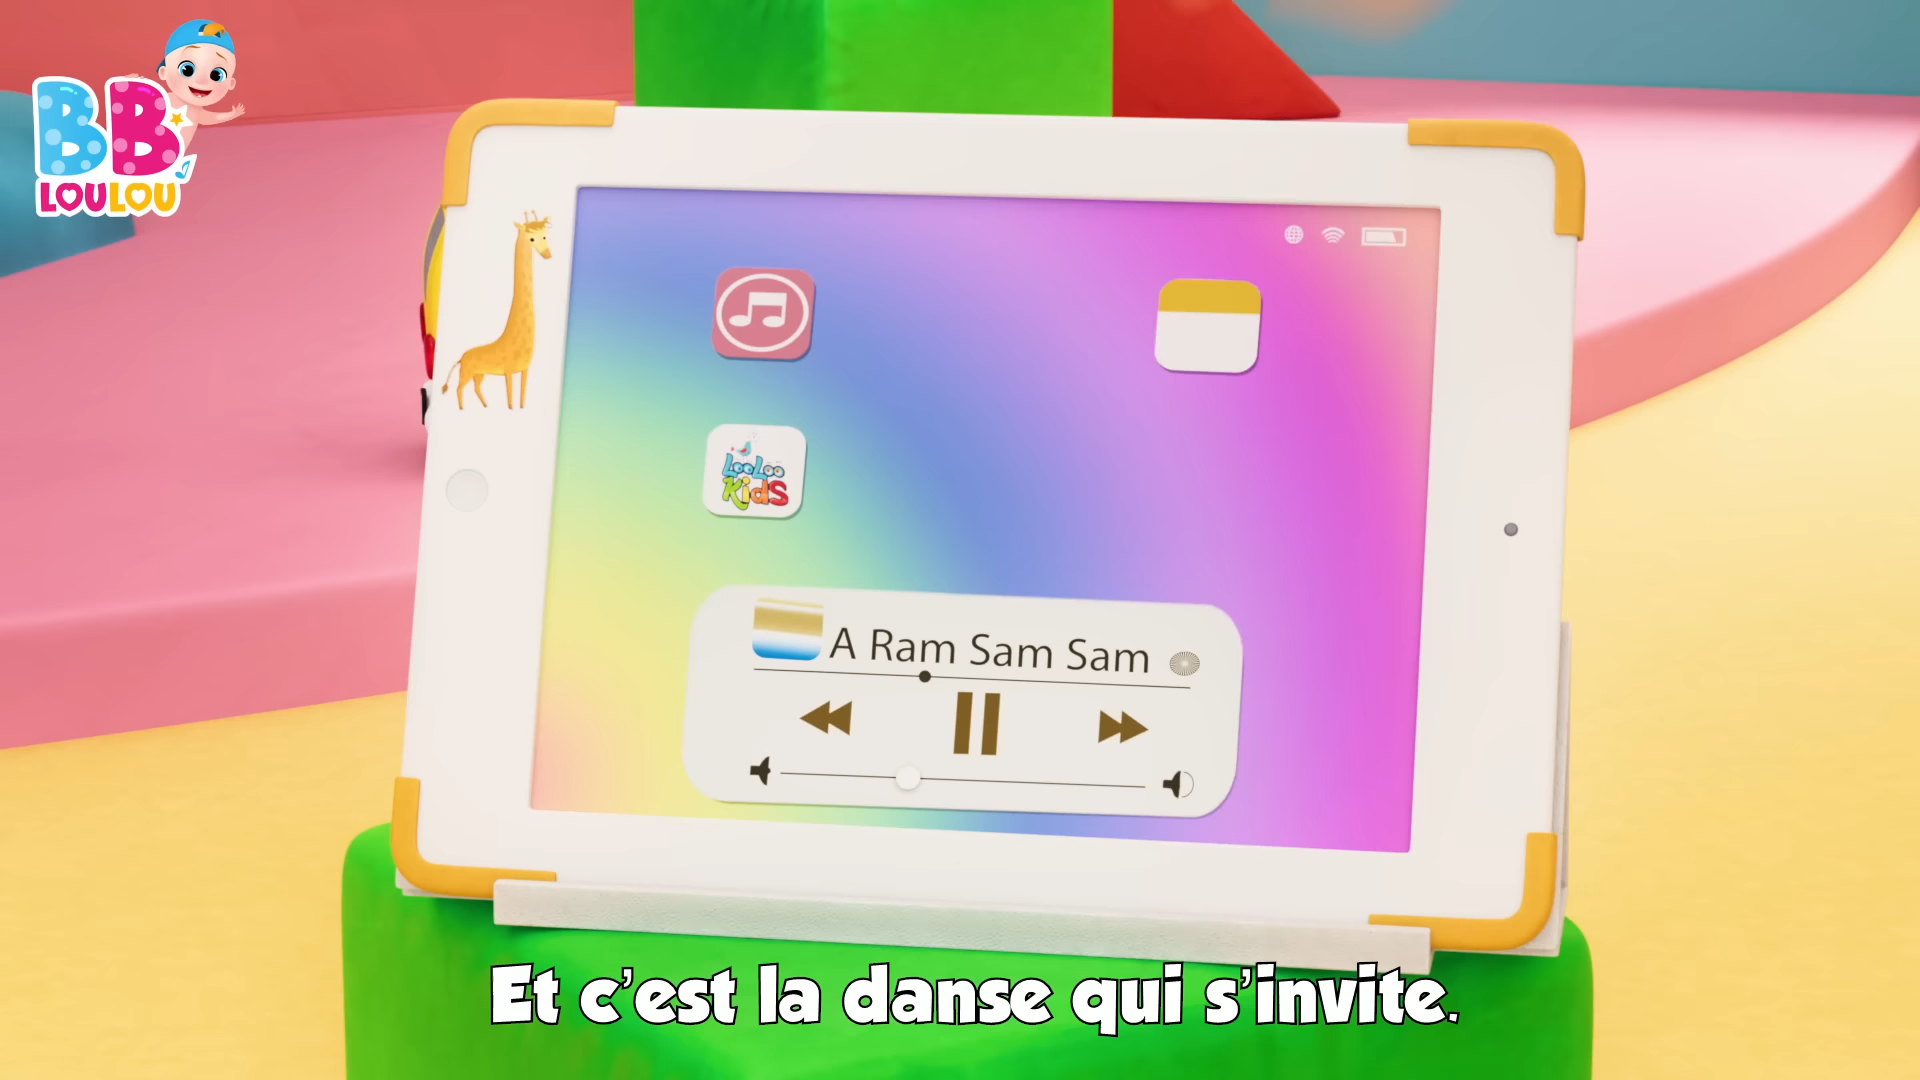 BB
LOULOU
LooLoo
Kids
A Ram Sam Sam
Et c'est la danse qui s'invite.